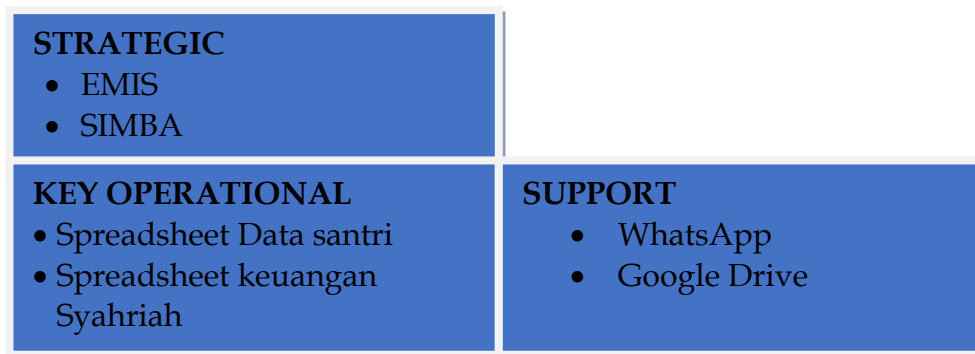 STRATEGIC
• EMIS
• SIMBA
KEY OPERATIONAL
• Spreadsheet Data santri
• Spreadsheet keuangan
Syahriah
SUPPORT
• WhatsApp
• Google Drive